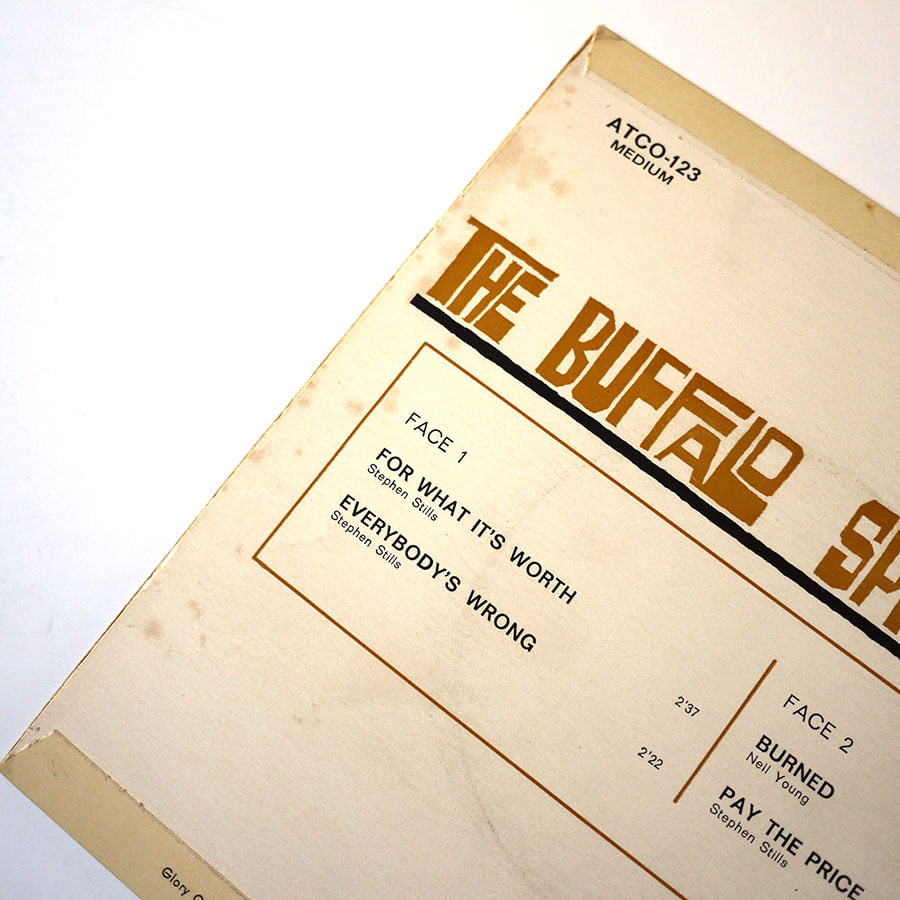 ATCO-123
MEDIUM
THE BUFFALO
FACE 1
FOR WHAT IT'S WORTH
Stephen Stills
2'37
EVERYBODY'S WRONG
Stephen Stills
2'22
FACE 2
BURNED
Neil Young
PAY THE PRICE
Stephen Stills
Glory